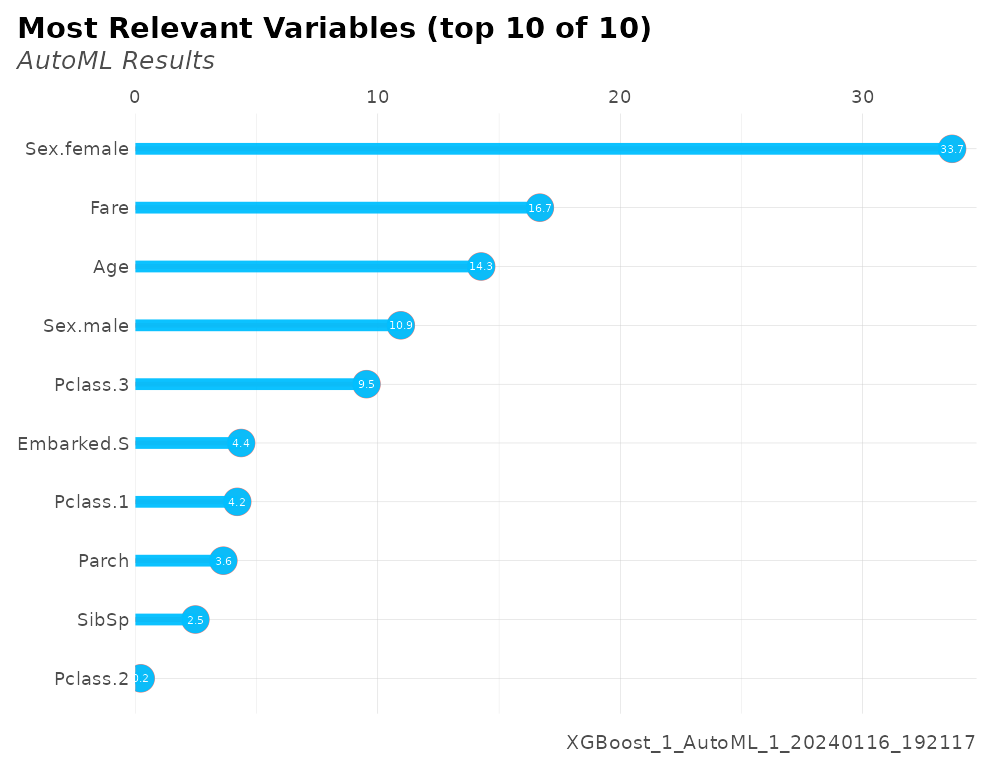 Most Relevant Variables (top 10 of 10)
AutoML Results
0 10 20 30
Sex.female 33.7
Fare 16.7
Age 14.3
Sex.male 10.9
Pclass.3 9.5
Embarked.S 4.4
Pclass.1 4.2
Parch 3.6
SibSp 2.5
Pclass.2 0.2
XGBoost_1_AutoML_1_20240116_192117